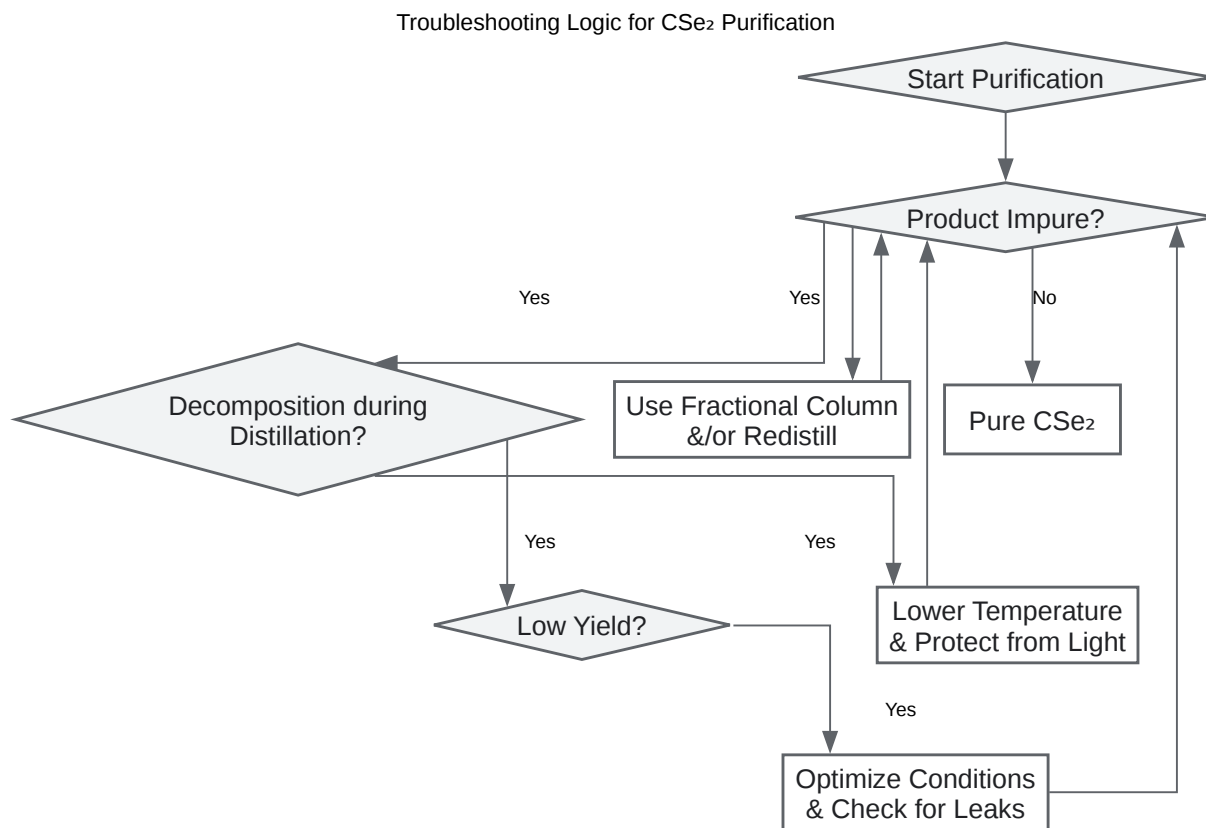 Troubleshooting Logic for CSe₂ Purification
Start Purification
Product Impure?
Yes
Yes
No
Decomposition during
Distillation?
Use Fractional Column
&/or Redistill
Pure CSe₂
Yes
Yes
Low Yield?
Lower Temperature
& Protect from Light
Yes
Optimize Conditions
& Check for Leaks